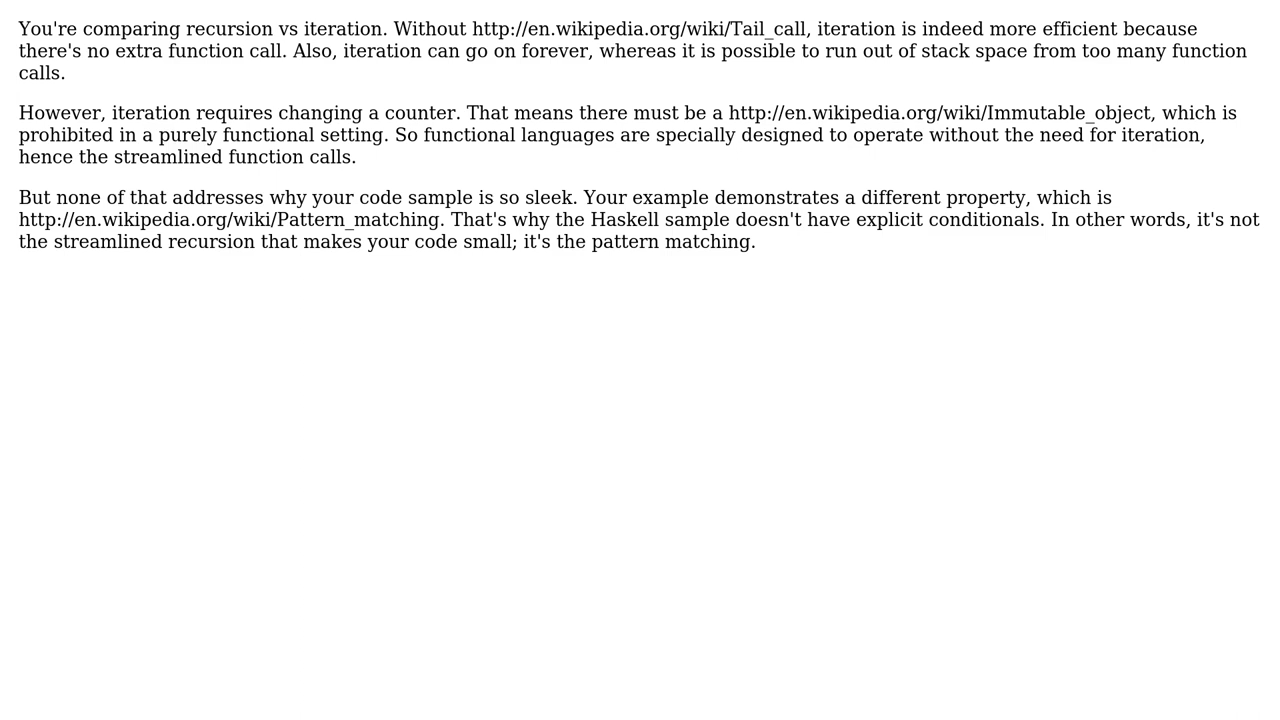 You're comparing recursion vs iteration. Without http://en.wikipedia.org/wiki/Tail_call, iteration is indeed more efficient because
there's no extra function call. Also, iteration can go on forever, whereas it is possible to run out of stack space from too many function
calls.
However, iteration requires changing a counter. That means there must be a http://en.wikipedia.org/wiki/Immutable_object, which is
prohibited in a purely functional setting. So functional languages are specially designed to operate without the need for iteration,
hence the streamlined function calls.
But none of that addresses why your code sample is so sleek. Your example demonstrates a different property, which is
http://en.wikipedia.org/wiki/Pattern_matching. That's why the Haskell sample doesn't have explicit conditionals. In other words, it's not
the streamlined recursion that makes your code small; it's the pattern matching.